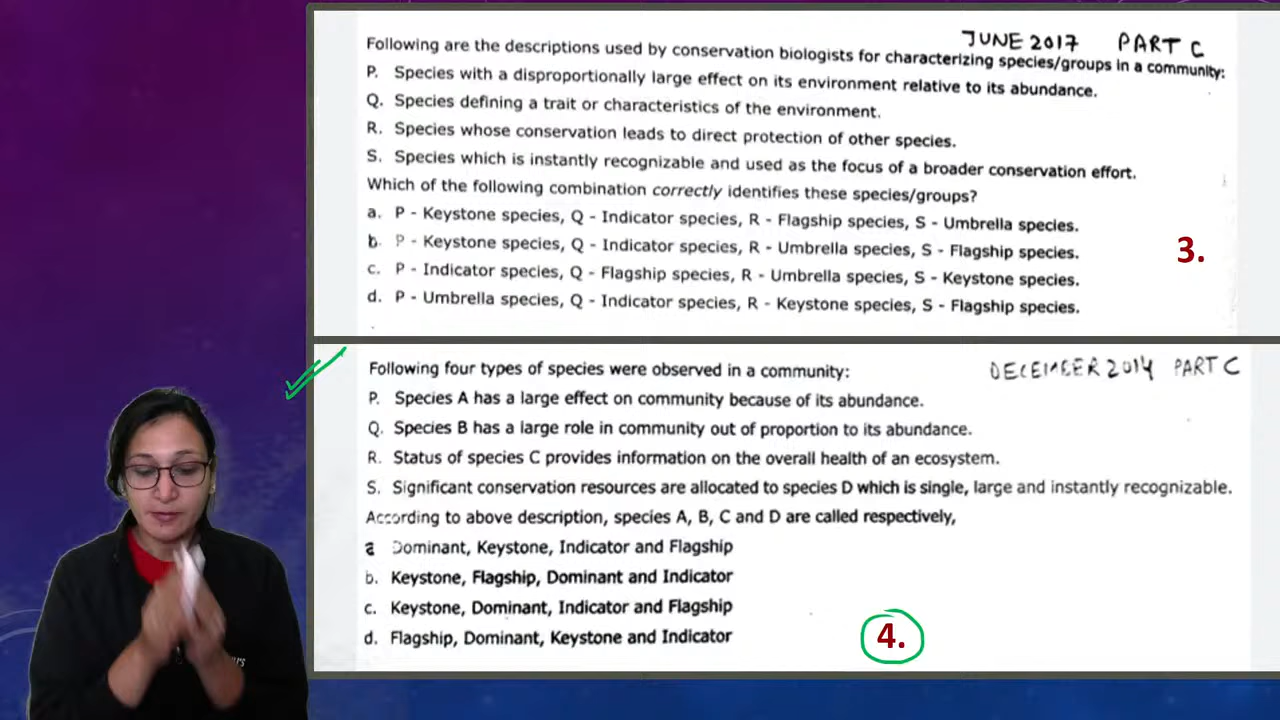 JUNE 2017 PART C
Following are the descriptions used by conservation biologists for characterizing species/groups in a community:
P. Species with a disproportionally large effect on its environment relative to its abundance.
Q. Species defining a trait or characteristics of the environment.
R. Species whose conservation leads to direct protection of other species.
S. Species which is instantly recognizable and used as the focus of a broader conservation effort.
Which of the following combination correctly identifies these species/groups?
a. P - Keystone species, Q - Indicator species, R - Flagship species, S - Umbrella species.
b. P - Keystone species, Q - Indicator species, R - Umbrella species, S - Flagship species.
c. P - Indicator species, Q - Flagship species, R - Umbrella species, S - Keystone species.
d. P - Umbrella species, Q - Indicator species, R - Keystone species, S - Flagship species.
3.
Following four types of species were observed in a community:
DECEMBER 2014 PART C
P. Species A has a large effect on community because of its abundance.
Q. Species B has a large role in community out of proportion to its abundance.
R. Status of species C provides information on the overall health of an ecosystem.
S. Significant conservation resources are allocated to species D which is single, large and instantly recognizable.
According to above description, species A, B, C and D are called respectively,
a Dominant, Keystone, Indicator and Flagship
b. Keystone, Flagship, Dominant and Indicator
c. Keystone, Dominant, Indicator and Flagship
d. Flagship, Dominant, Keystone and Indicator
4.